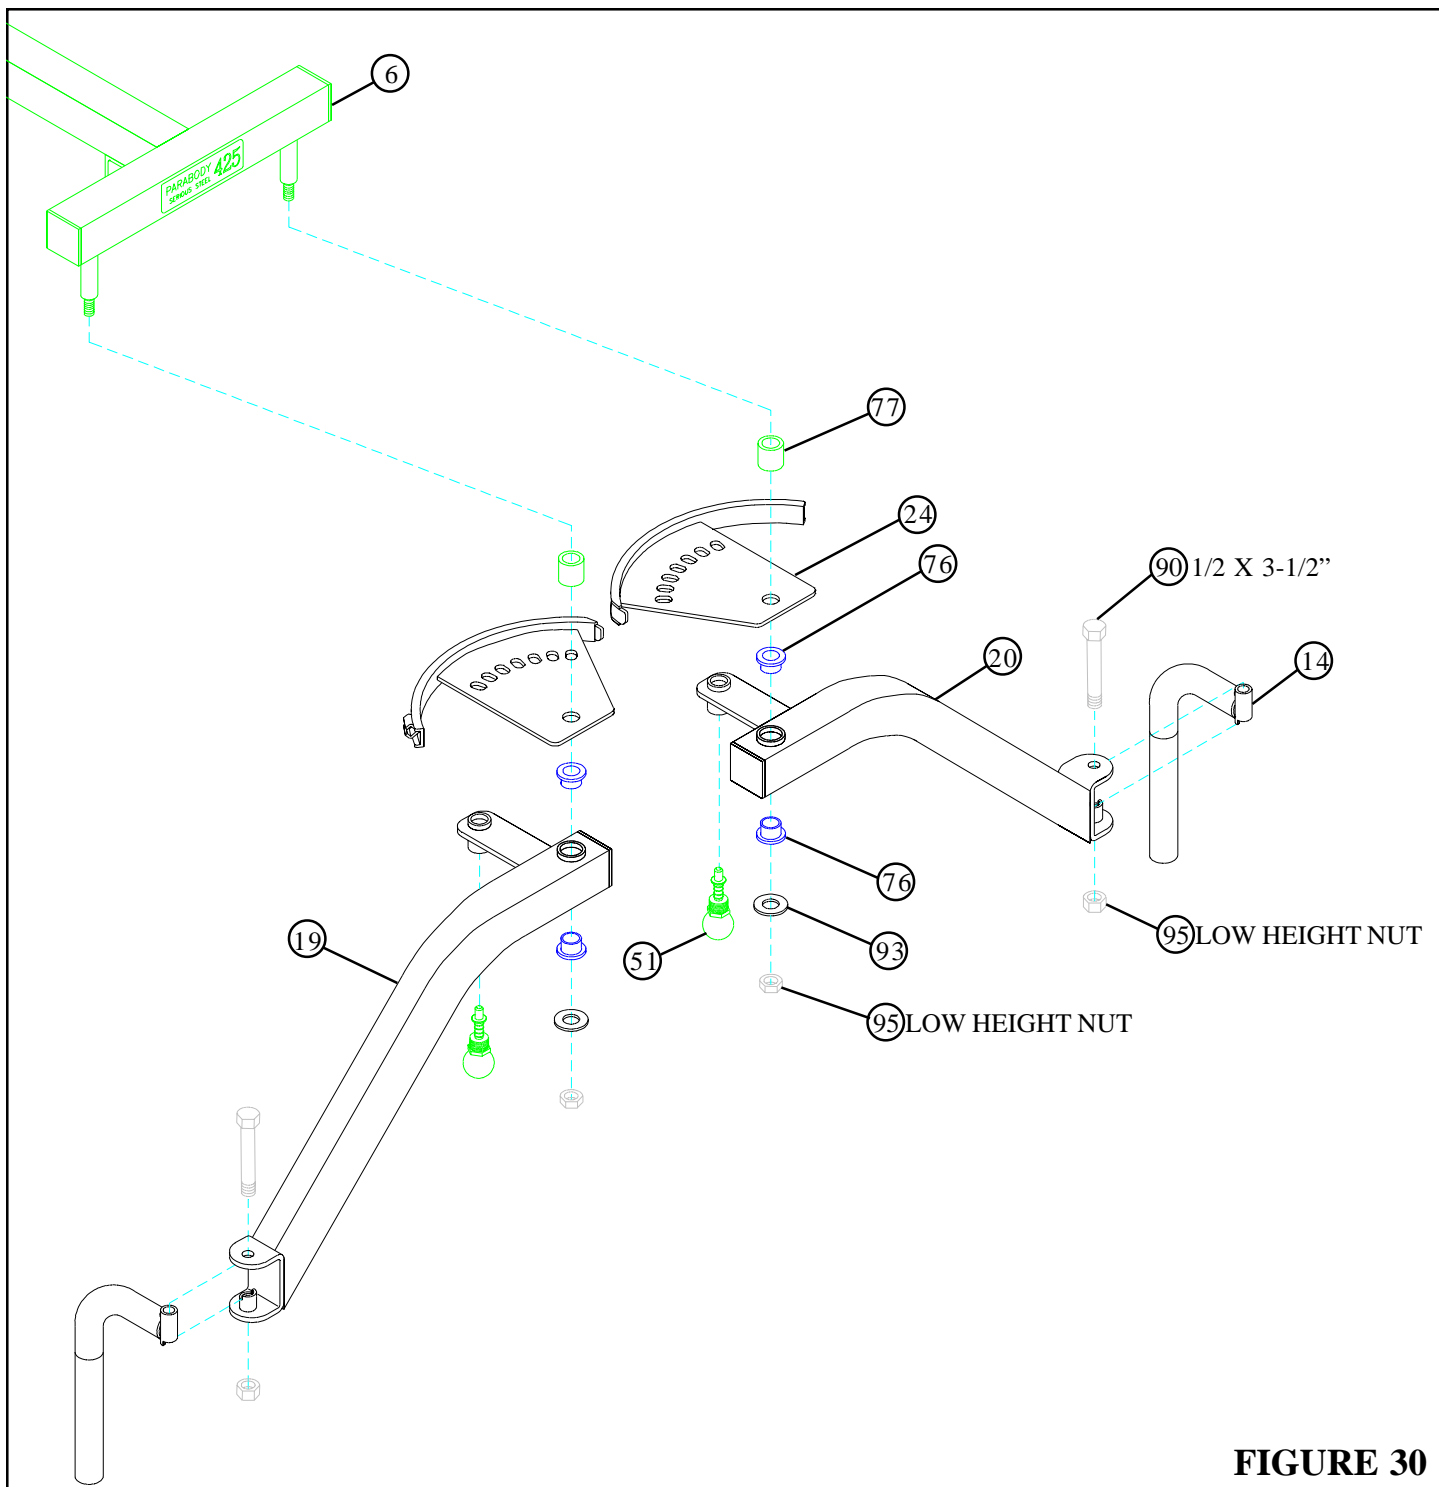 6
PARABODY 425
SERIOUS STEEL
77
24
76
90 1/2 X 3-1/2”
20
14
76
19
51
93
95 LOW HEIGHT NUT
95 LOW HEIGHT NUT
FIGURE 30